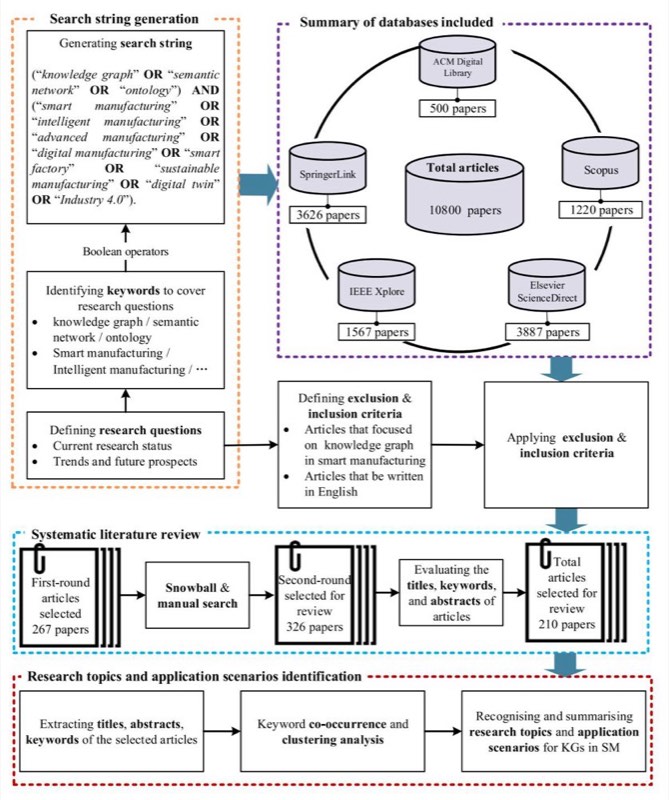 Search string generation
Generating search string
(“knowledge graph” OR “semantic
network” OR “ontology”) AND
(“smart manufacturing” OR
“intelligent manufacturing” OR
“advanced manufacturing” OR
“digital manufacturing” OR “smart
factory” OR “sustainable
manufacturing” OR “digital twin”
OR “Industry 4.0”).
Boolean operators
Identifying keywords to cover
research questions
• knowledge graph / semantic
network / ontology
• Smart manufacturing /
Intelligent manufacturing / ···
Defining research questions
• Current research status
• Trends and future prospects
Summary of databases included
ACM Digital
Library
500 papers
SpringerLink
3626 papers
Total articles
10800 papers
Scopus
1220 papers
IEEE Xplore
1567 papers
Elsevier
ScienceDirect
3887 papers
Defining exclusion &
inclusion criteria
• Articles that focused
on knowledge graph
in smart manufacturing
• Articles that be written
in English
Applying exclusion &
inclusion criteria
Systematic literature review
First-round
articles
selected
267 papers
Snowball &
manual search
Second-round
selected for
review
326 papers
Evaluating the
titles, keywords,
and abstracts of
articles
Total
articles
selected for
review
210 papers
Research topics and application scenarios identification
Extracting titles, abstracts,
keywords of the selected articles
Keyword co-occurrence and
clustering analysis
Recognising and summarising
research topics and application
scenarios for KGs in SM